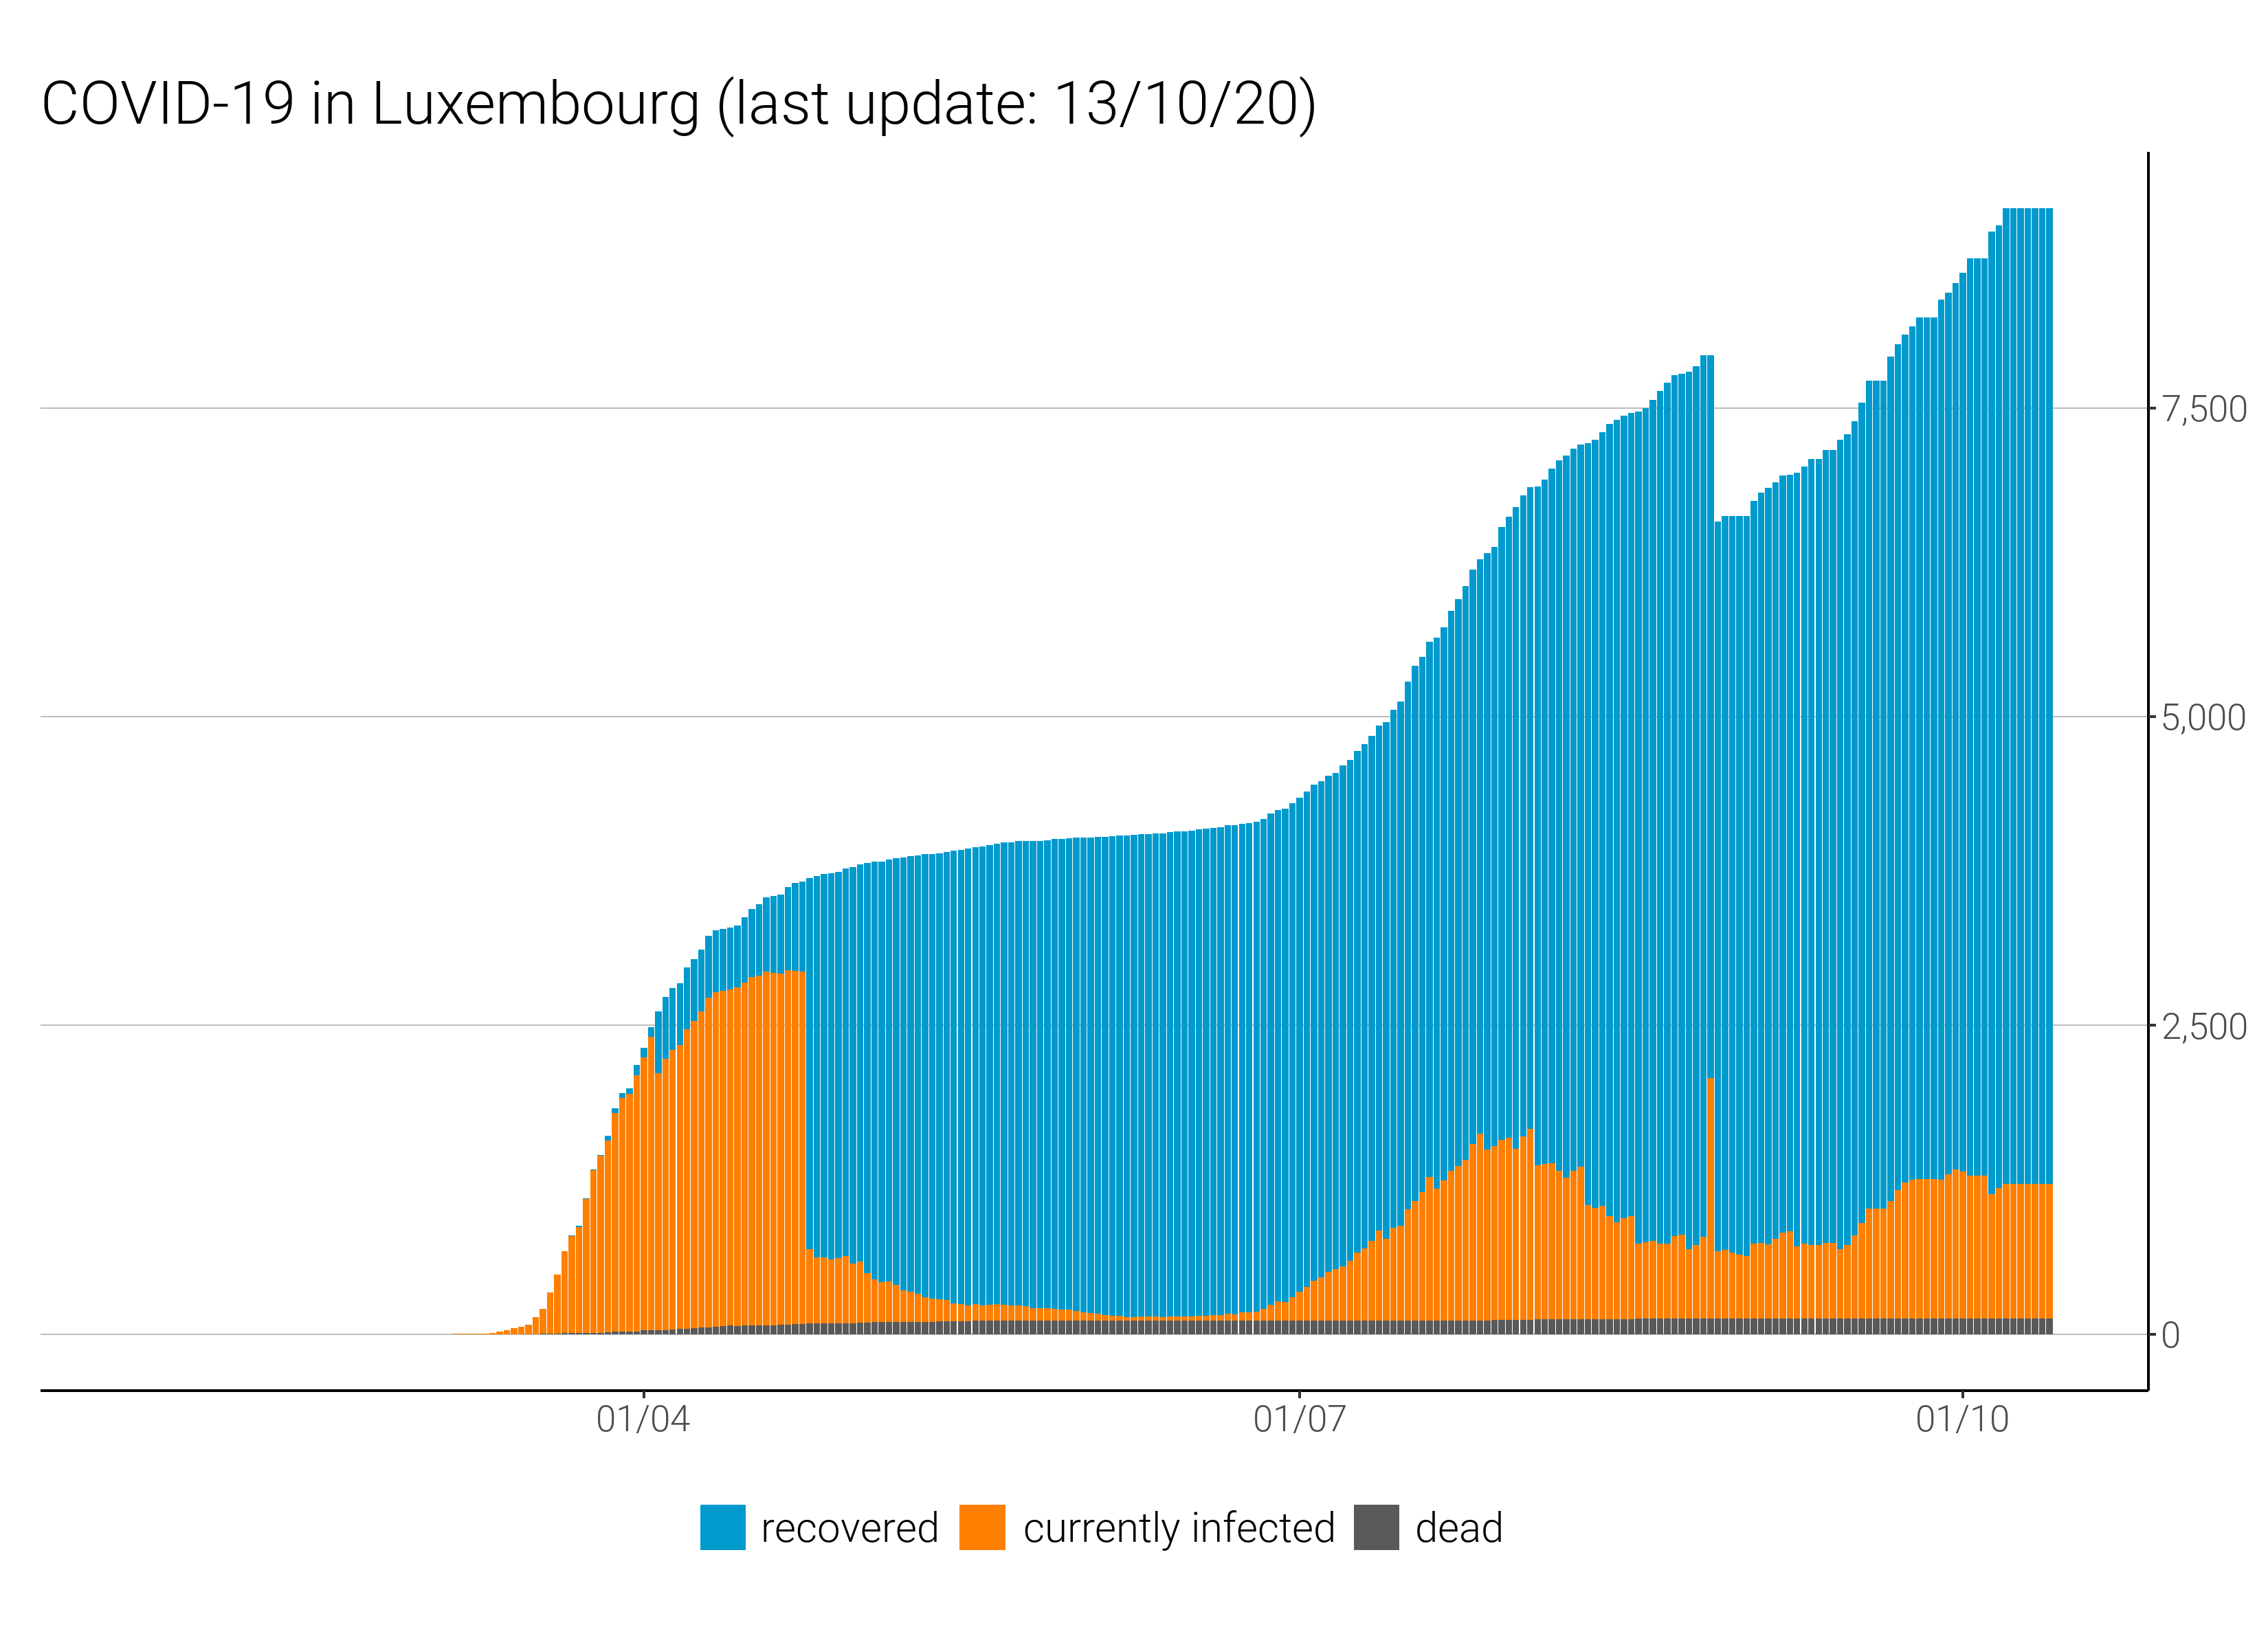 COVID-19 in Luxembourg (last update: 13/10/20)
7,500
5,000
2,500
0
01/04 01/07 01/10
recovered currently infected dead